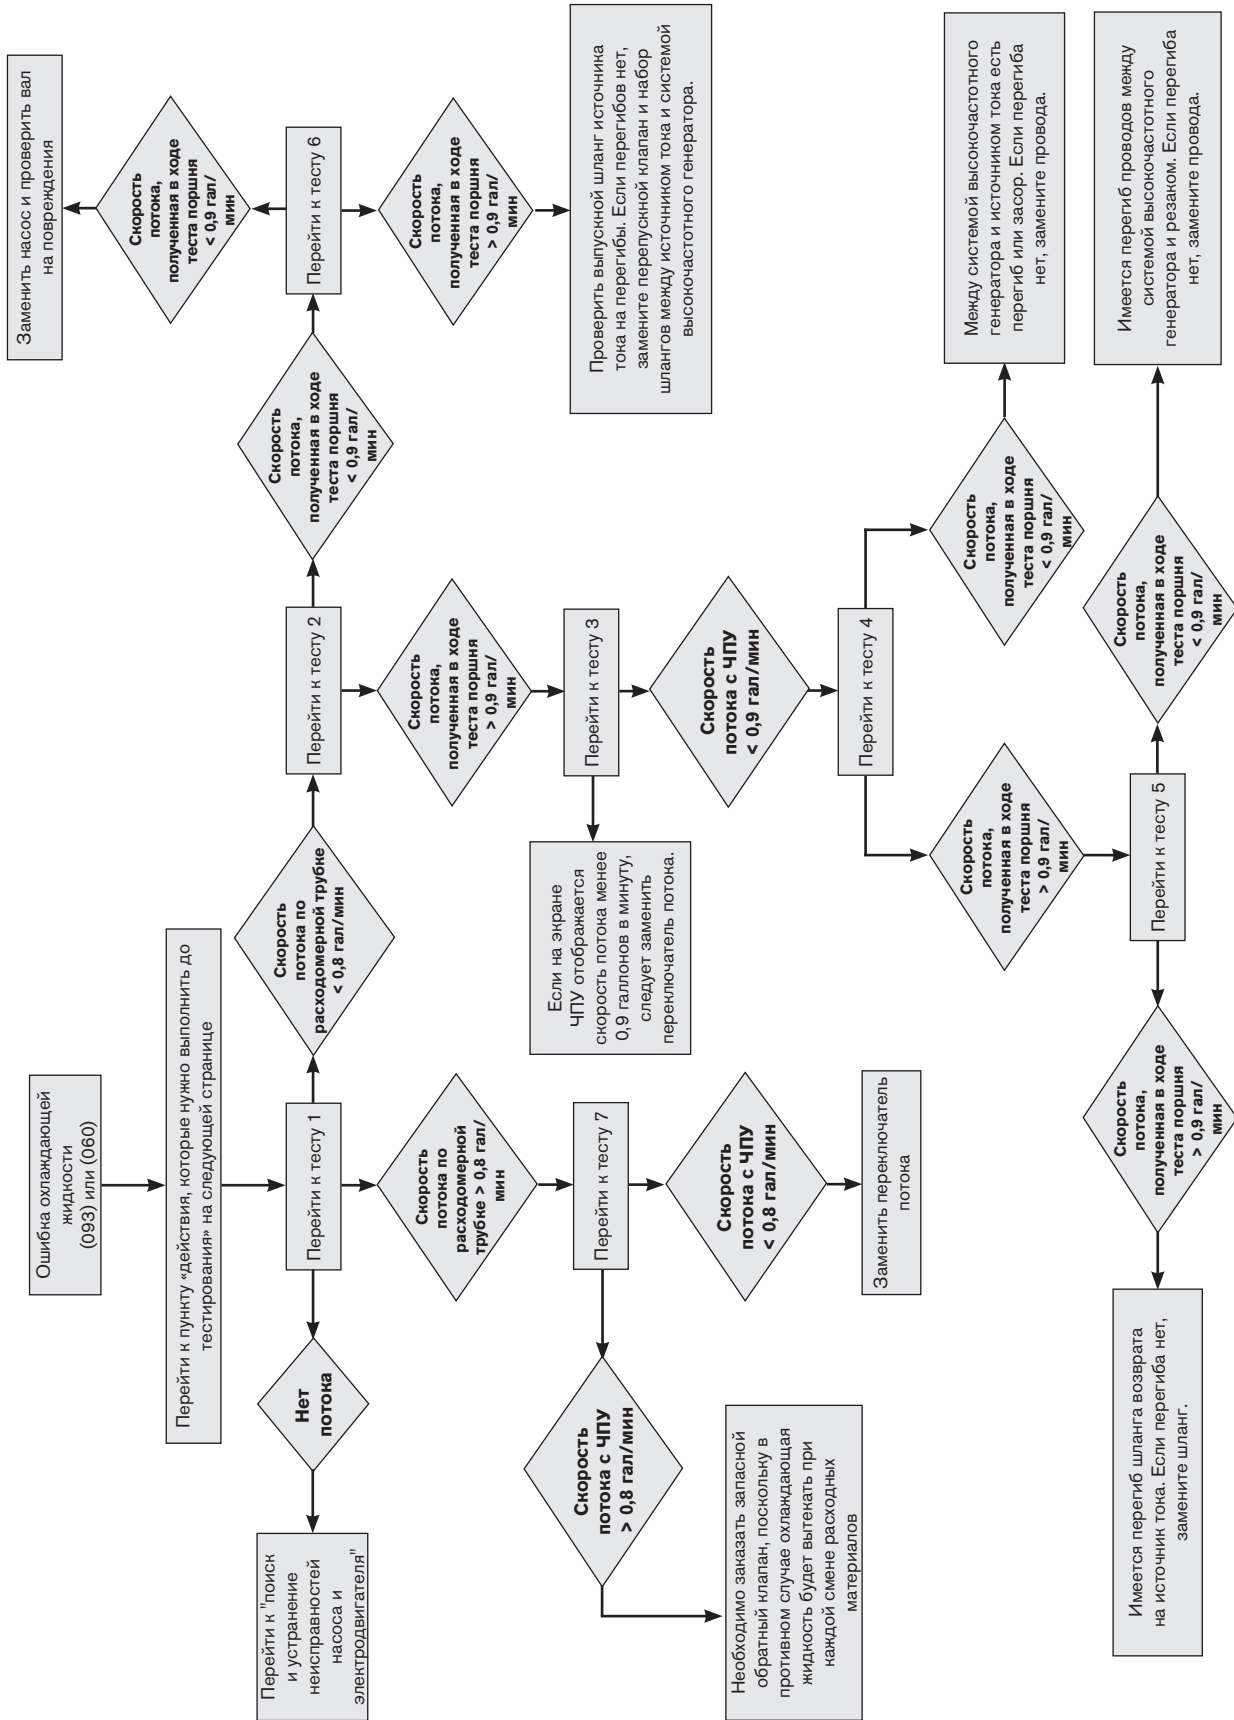 Ошибка охлаждающей
жидкости
(093) или (060)
Перейти к пункту «действия, которые нужно выполнить до
тестирования» на следующей странице
Перейти к тесту 1
Нет
потока
Перейти к "поиск
и устранение
неисправностей
насоса и
электродвигателя"
Скорость
потока по
расходомерной трубке
< 0,8 гал/мин
Перейти к тесту 2
Скорость
потока,
полученная в ходе
теста поршня
< 0,9 гал/
мин
Перейти к тесту 6
Скорость
потока,
полученная в ходе
теста поршня
< 0,9 гал/
мин
Заменить насос и проверить вал
на повреждения
Скорость
потока,
полученная в ходе
теста поршня
> 0,9 гал/
мин
Проверить выпускной шланг источника
тока на перегибы. Если перегибов нет,
замените перепускной клапан и набор
шлангов между источником тока и системой
высокочастотного генератора.
Скорость
потока по
расходомерной
трубке > 0,8 гал/
мин
Перейти к тесту 7
Скорость
потока с ЧПУ
> 0,8 гал/мин
Необходимо заказать запасной
обратный клапан, поскольку в
противном случае охлаждающая
жидкость будет вытекать при
каждой смене расходных
материалов
Скорость
потока с ЧПУ
< 0,8 гал/мин
Заменить переключатель
потока
Скорость
потока,
полученная в ходе
теста поршня
> 0,9 гал/
мин
Перейти к тесту 3
Если на экране
ЧПУ отображается
скорость потока менее
0,9 галлонов в минуту,
следует заменить
переключатель потока.
Скорость
потока с ЧПУ
< 0,9 гал/мин
Перейти к тесту 4
Скорость
потока,
полученная в ходе
теста поршня
< 0,9 гал/
мин
Между системой высокочастотного
генератора и источником тока есть
перегиб или засор. Если перегиба
нет, замените провода.
Скорость
потока,
полученная в ходе
теста поршня
> 0,9 гал/
мин
Перейти к тесту 5
Скорость
потока,
полученная в ходе
теста поршня
< 0,9 гал/
мин
Имеется перегиб проводов между
системой высокочастотного
генератора и резаком. Если перегиба
нет, замените провода.
Скорость
потока,
полученная в ходе
теста поршня
> 0,9 гал/
мин
Имеется перегиб шланга возврата
на источник тока. Если перегиба нет,
замените шланг.